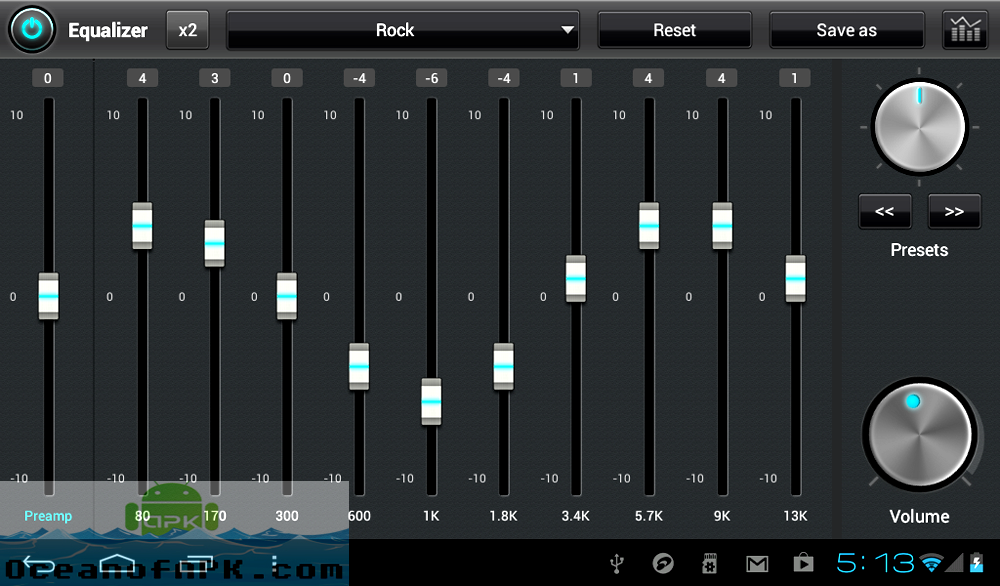 Equalizer x2 Rock Reset Save as
0 4 3 0 -4 -6 -4 1 4 4 1
10 10 10 10 10 10 10 10 10 10 10
0 0 0 0 0 0 0 0 0 0 0
-10 -10 -10 -10 -10 -10 -10 -10 -10 -10 -10
<< >>
Presets
Preamp 80 170 300 600 1K 1.8K 3.4K 5.7K 9K 13K
Volume
APK
OceanofAPK.com
5:13